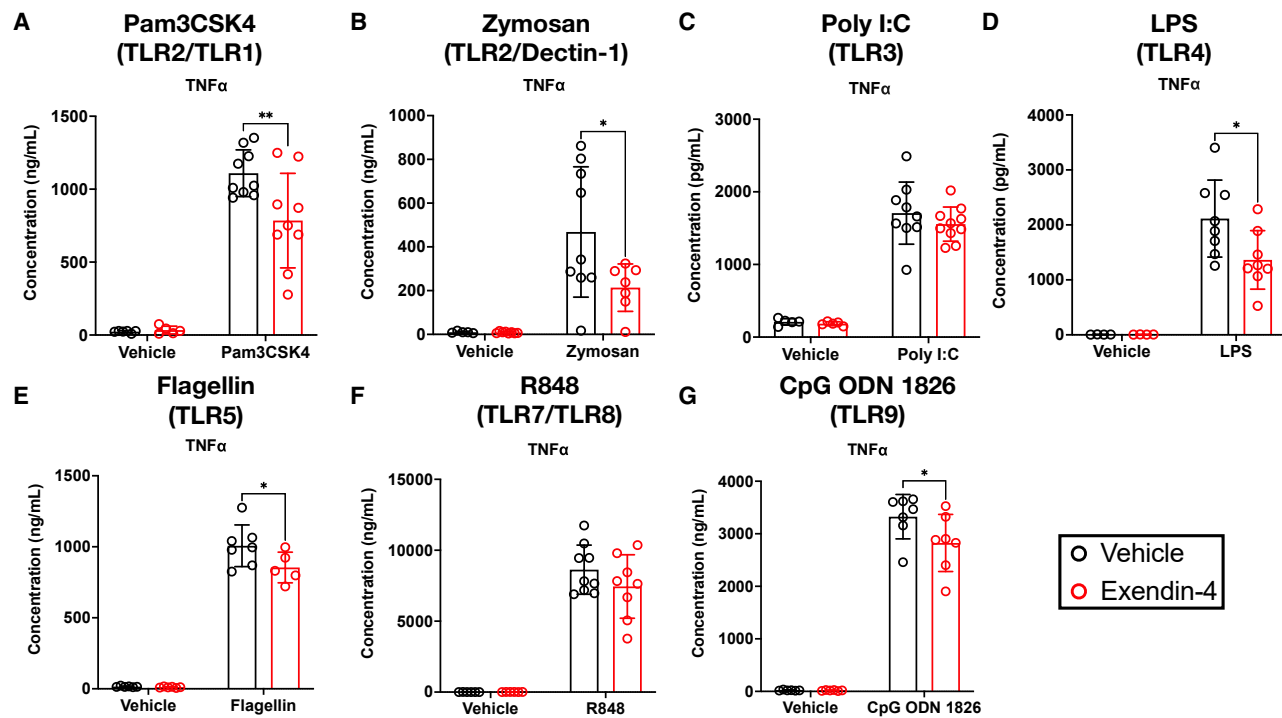 A
Pam3CSK4
(TLR2/TLR1)
TNFα
Concentration (ng/mL)
1500
1000
500
0
**
Vehicle
Pam3CSK4
B
Zymosan
(TLR2/Dectin-1)
TNFα
Concentration (ng/mL)
1000
800
600
400
200
0
*
Vehicle
Zymosan
C
Poly I:C
(TLR3)
TNFα
Concentration (pg/mL)
3000
2000
1000
0
Vehicle
Poly I:C
D
LPS
(TLR4)
TNFα
Concentration (pg/mL)
4000
3000
2000
1000
0
*
Vehicle
LPS
E
Flagellin
(TLR5)
TNFα
Concentration (ng/mL)
1500
1000
500
0
*
Vehicle
Flagellin
F
R848
(TLR7/TLR8)
TNFα
Concentration (ng/mL)
15000
10000
5000
0
Vehicle
R848
G
CpG ODN 1826
(TLR9)
TNFα
Concentration (ng/mL)
4000
3000
2000
1000
0
*
Vehicle
CpG ODN 1826
Vehicle
Exendin-4